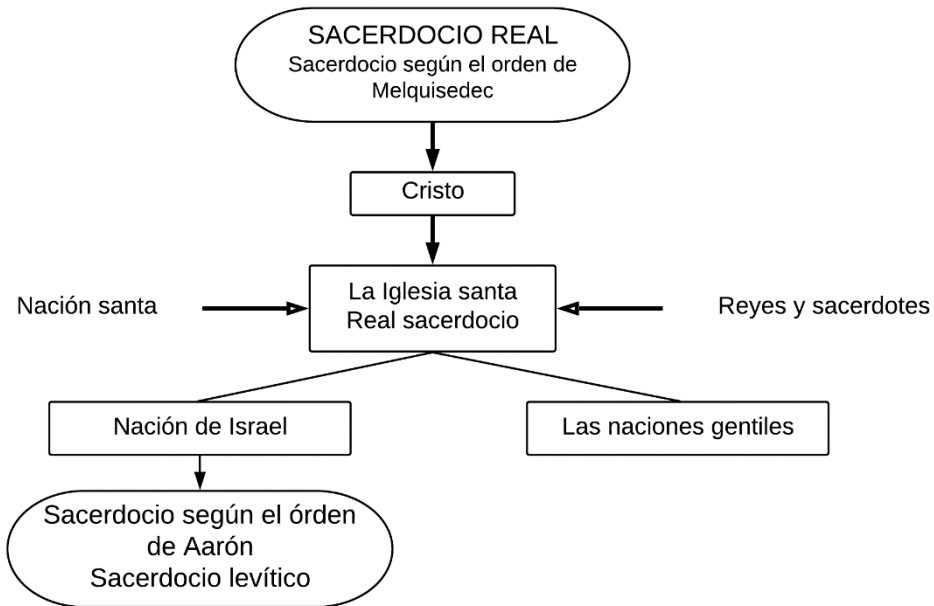 SACERDOCIO REAL
Sacerdocio según el orden de
Melquisedec
Cristo
Nación santa
La Iglesia santa
Real sacerdocio
Reyes y sacerdotes
Nación de Israel
Las naciones gentiles
Sacerdocio según el órden
de Aarón
Sacerdocio levítico